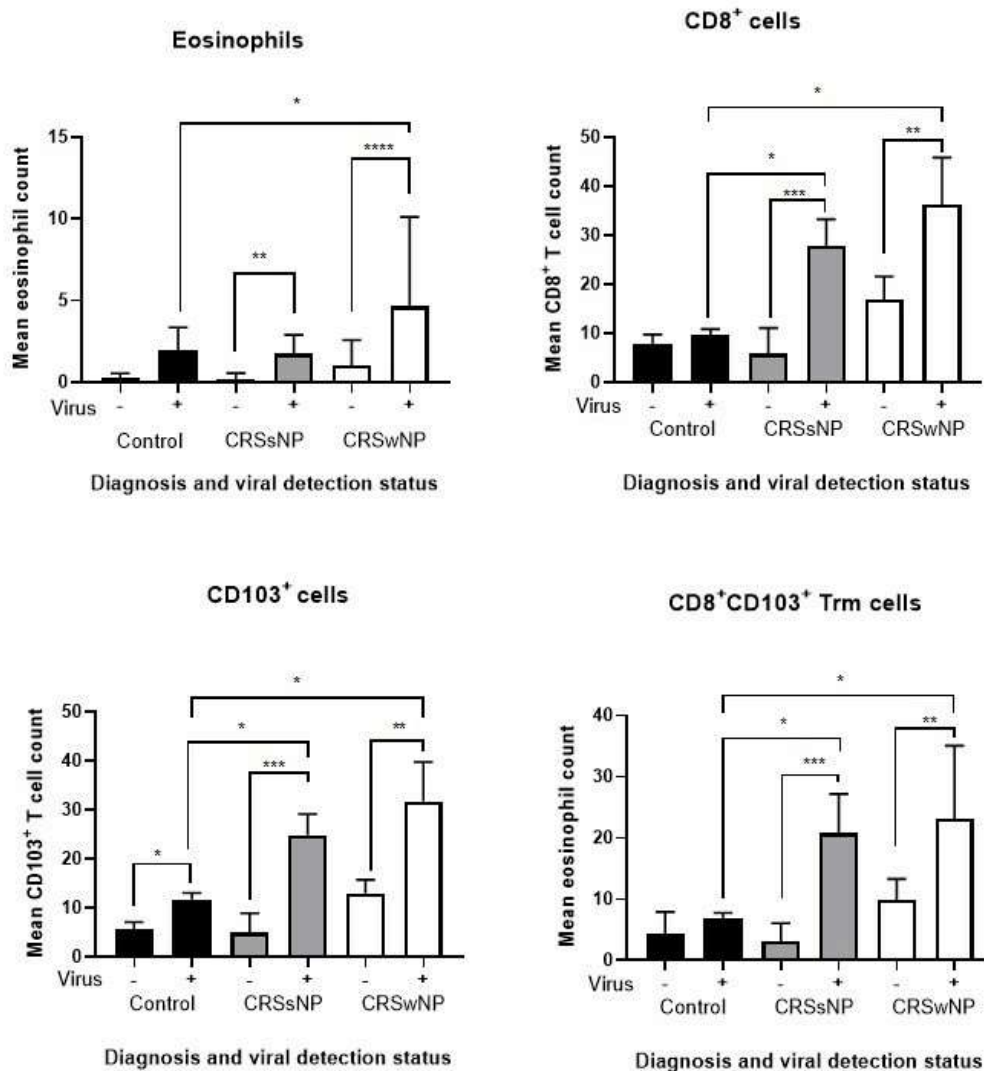 Eosinophils
*
****
**
15
10
5
0
Mean eosinophil count
Virus - + - + - +
Control CRSsNP CRSwNP
Diagnosis and viral detection status
CD8+ cells
*
**
*
***
50
40
30
20
10
0
Mean CD8+ T cell count
Virus - + - + - +
Control CRSsNP CRSwNP
Diagnosis and viral detection status
CD103+ cells
*
* **
***
*
50
40
30
20
10
0
Mean CD103+ T cell count
Virus - + - + - +
Control CRSsNP CRSwNP
Diagnosis and viral detection status
CD8+CD103+ Trm cells
*
* **
***
40
30
20
10
0
Mean eosinophil count
Virus - + - + - +
Control CRSsNP CRSwNP
Diagnosis and viral detection status